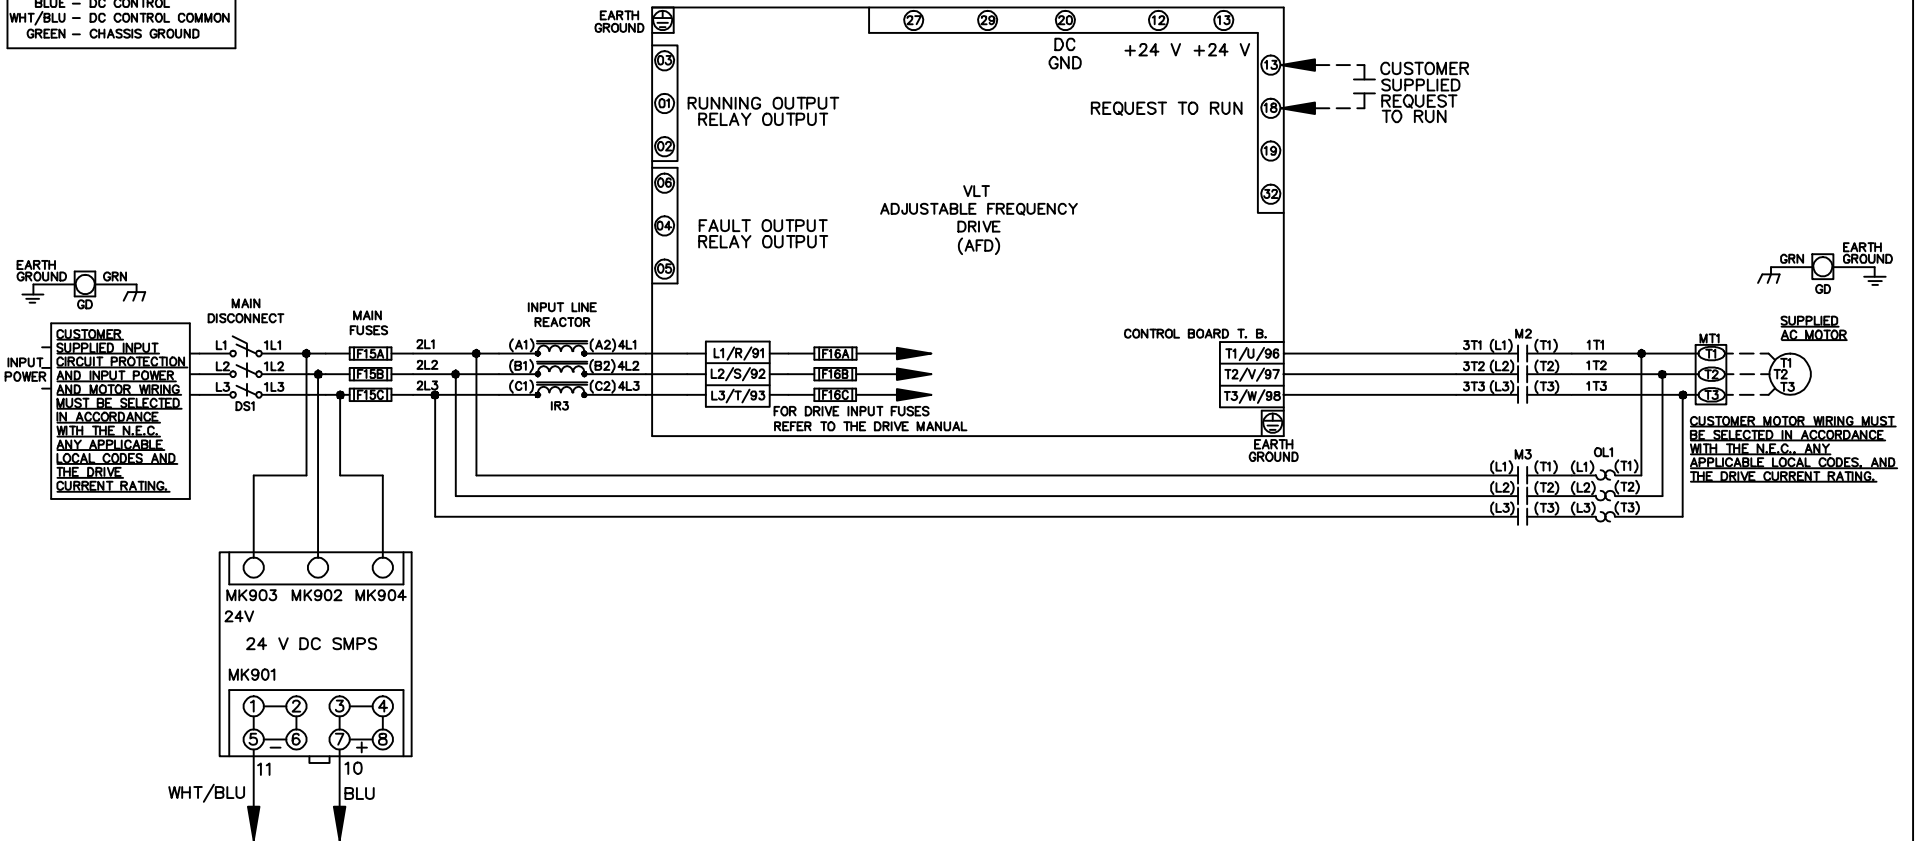 BLUE – DC CONTROL
WHT/BLU – DC CONTROL COMMON
GREEN – CHASSIS GROUND
EARTH
GROUND
27
29
20
12
13
DC
GND
+24 V
+24 V
03
01
02
RUNNING OUTPUT
RELAY OUTPUT
06
04
05
FAULT OUTPUT
RELAY OUTPUT
13
18
19
32
REQUEST TO RUN
CUSTOMER
SUPPLIED
REQUEST
TO RUN
VLT
ADJUSTABLE FREQUENCY
DRIVE
(AFD)
EARTH
GROUND
GRN
GD
INPUT
POWER
CUSTOMER
SUPPLIED INPUT
CIRCUIT PROTECTION
AND INPUT POWER
AND MOTOR WIRING
MUST BE SELECTED
IN ACCORDANCE
WITH THE N.E.C.
ANY APPLICABLE
LOCAL CODES AND
THE DRIVE
CURRENT RATING.
MAIN
DISCONNECT
L1
1L1
L2
1L2
L3
1L3
DS1
MAIN
FUSES
F15A
F15B
F15C
2L1
2L2
2L3
INPUT LINE
REACTOR
(A1)
(A2)
4L1
(B1)
(B2)
4L2
(C1)
(C2)
4L3
IR3
L1/R/91
L2/S/92
L3/T/93
F16A
F16B
F16C
FOR DRIVE INPUT FUSES
REFER TO THE DRIVE MANUAL
CONTROL BOARD T. B.
T1/U/96
T2/V/97
T3/W/98
EARTH
GROUND
M2
3T1 (L1)
(T1)
1T1
3T2 (L2)
(T2)
1T2
3T3 (L3)
(T3)
1T3
M3
OL1
(L1)
(T1)
(L1)
(T1)
(L2)
(T2)
(L2)
(T2)
(L3)
(T3)
(L3)
(T3)
MT1
T1
T2
T3
GRN
EARTH
GROUND
GD
SUPPLIED
AC MOTOR
T1
T2
T3
CUSTOMER MOTOR WIRING MUST
BE SELECTED IN ACCORDANCE
WITH THE N.E.C., ANY
APPLICABLE LOCAL CODES, AND
THE DRIVE CURRENT RATING.
MK903
MK902
MK904
24V
24 V DC SMPS
MK901
1
2
3
4
5
6
7
8
–
+
11
10
WHT/BLU
BLU